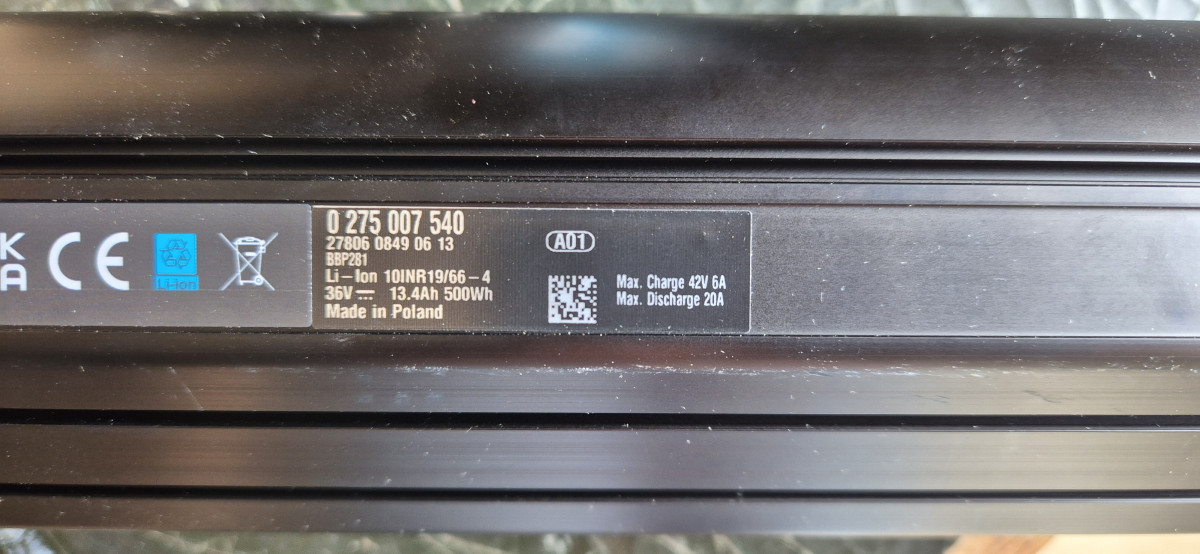 K
A
CE
Li-Ion
0 275 007 540
27806 0849 06 13
BBP281
Li-Ion 10INR19/66-4
36V 13.4Ah 500Wh
Made in Poland
A01
Max. Charge 42V 6A
Max. Discharge 20A